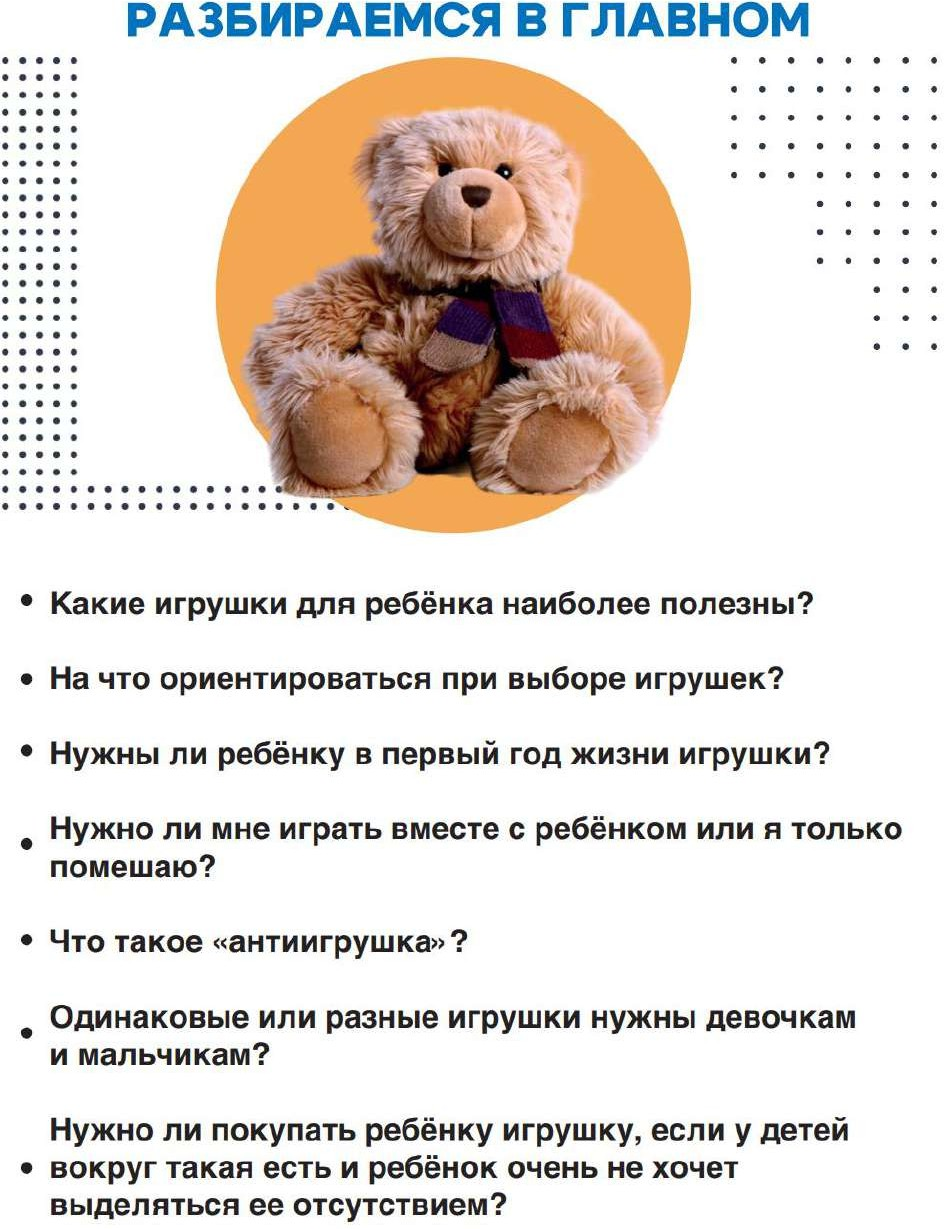 РАЗБИРАЕМСЯ В ГЛАВНОМ
• Какие игрушки для ребёнка наиболее полезны?
• На что ориентироваться при выборе игрушек?
• Нужны ли ребёнку в первый год жизни игрушки?
• Нужно ли мне играть вместе с ребёнком или я только
помешаю?
• Что такое «антиигрушка»?
• Одинаковые или разные игрушки нужны девочкам
и мальчикам?
• Нужно ли покупать ребёнку игрушку, если у детей
вокруг такая есть и ребёнок очень не хочет
выделяться ее отсутствием?